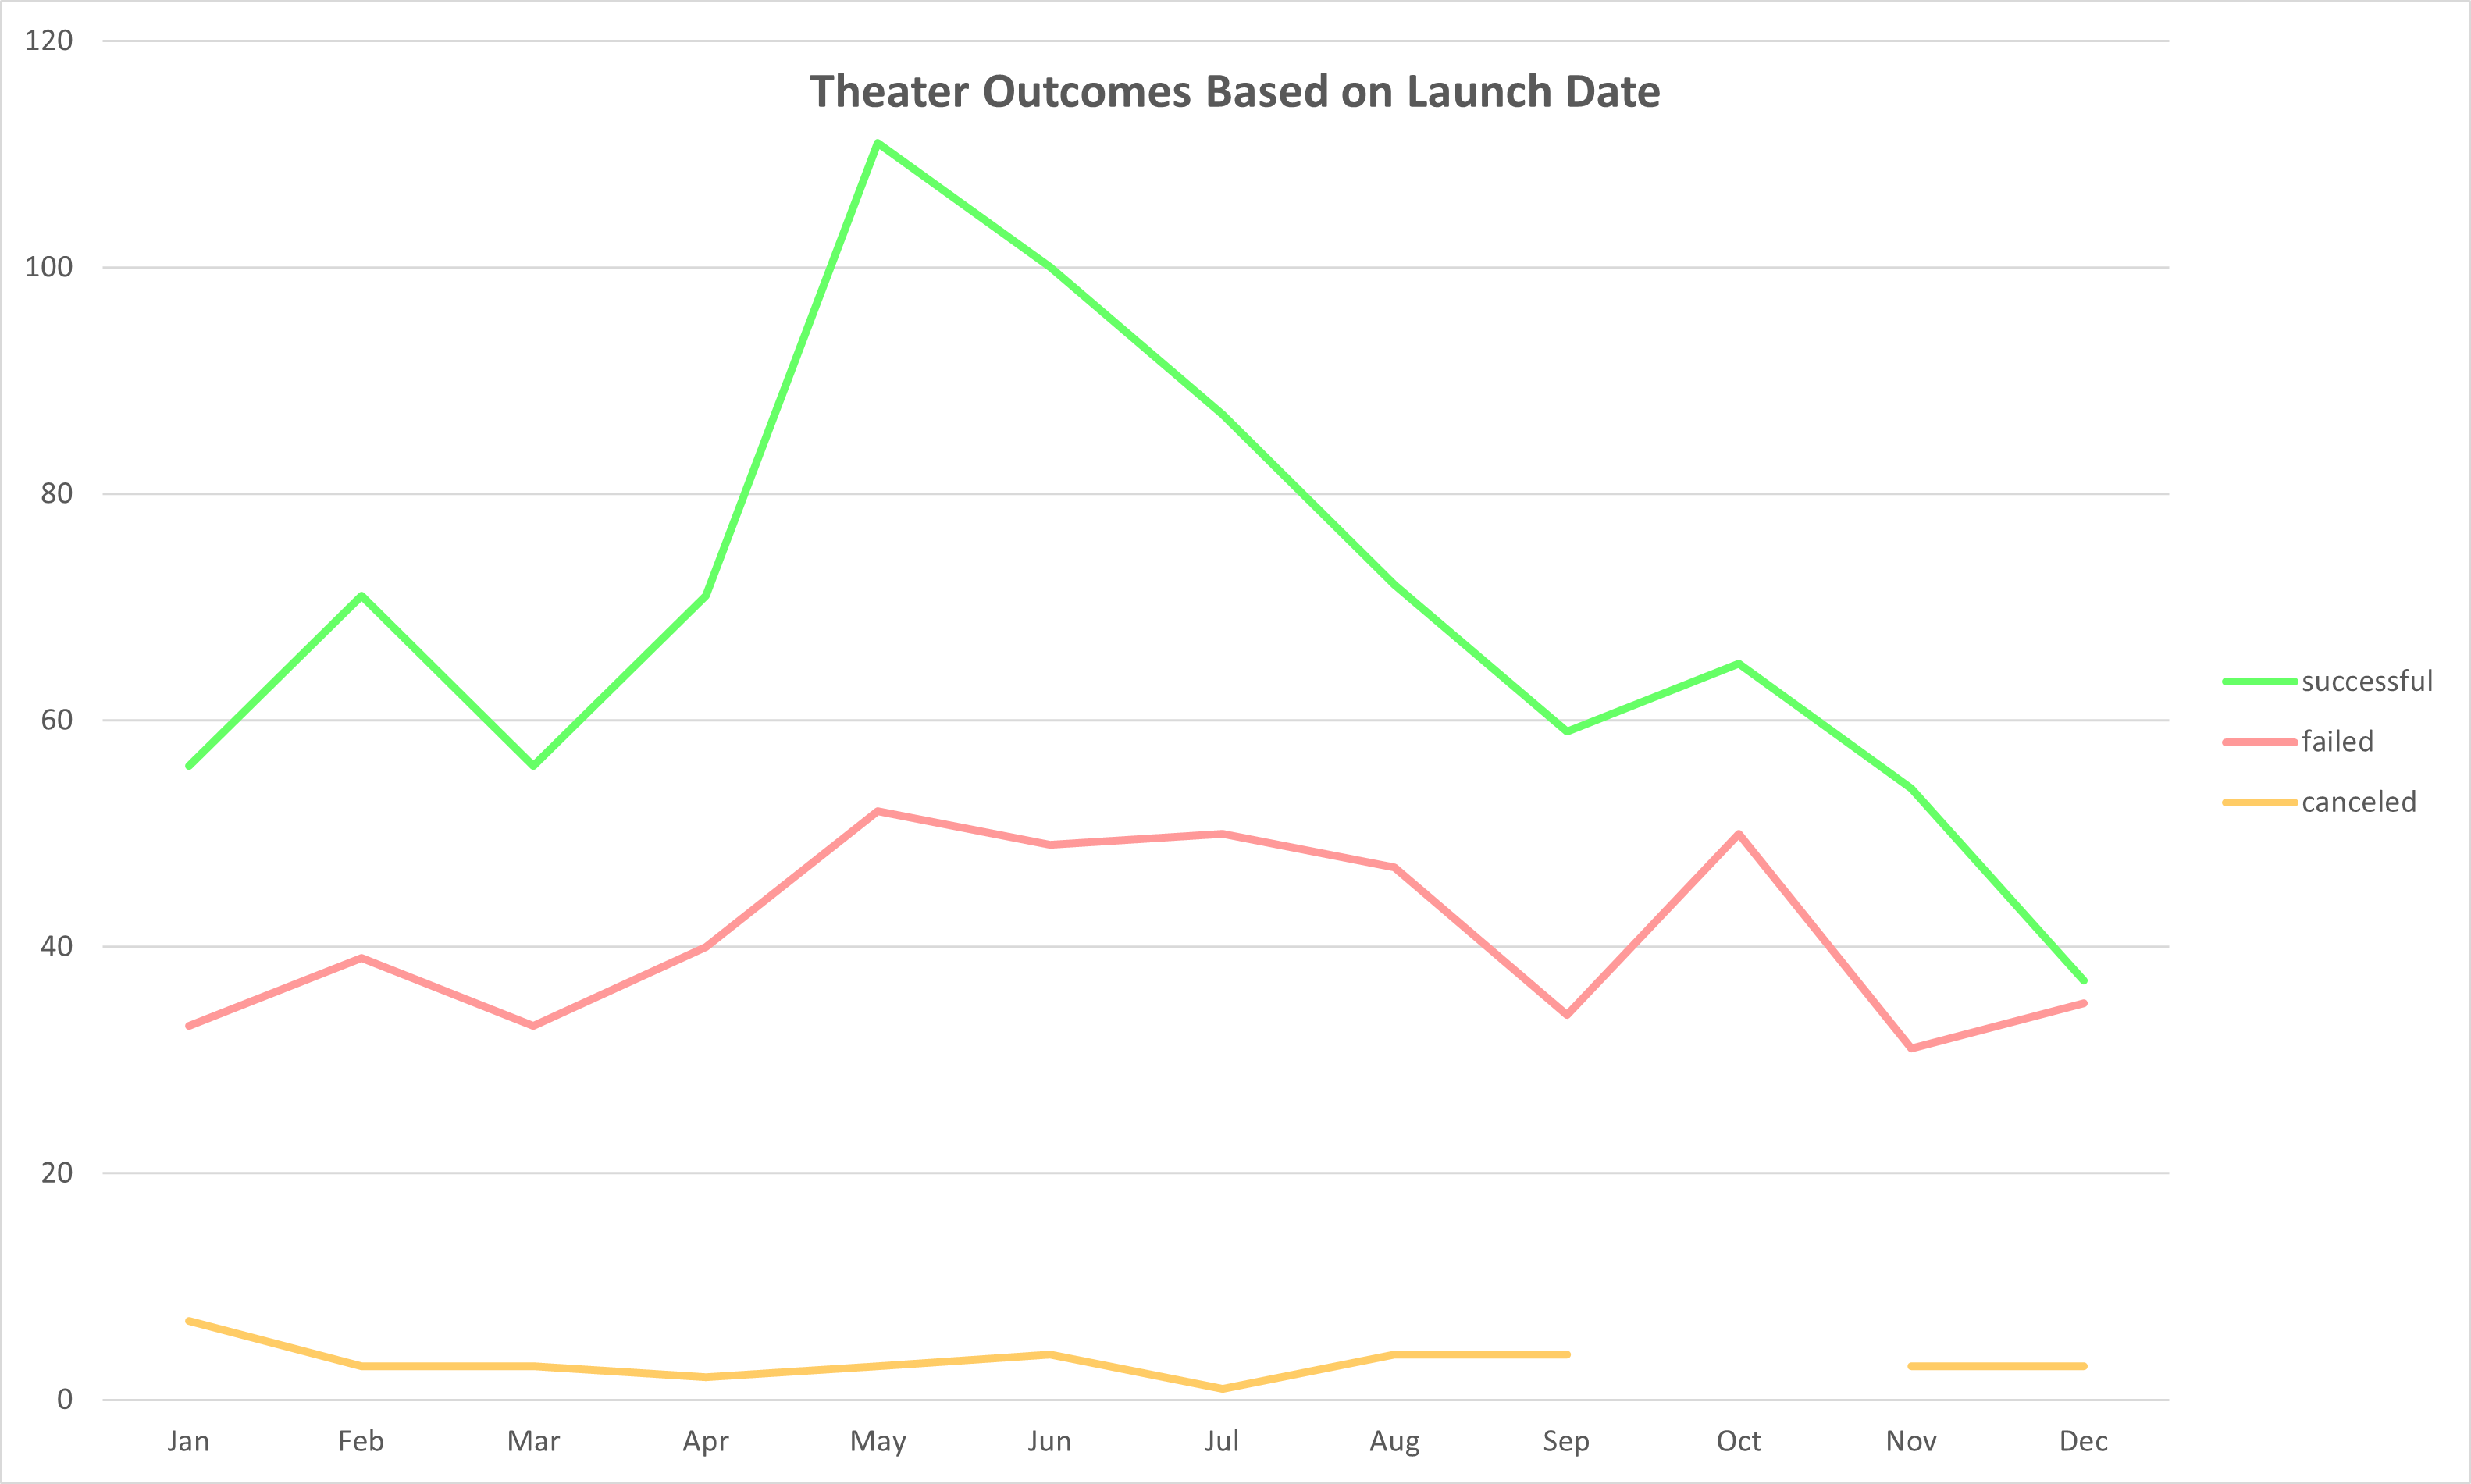 Theater Outcomes Based on Launch Date
120
100
80
60
40
20
0
Jan Feb Mar Apr May Jun Jul Aug Sep Oct Nov Dec
successful
failed
canceled